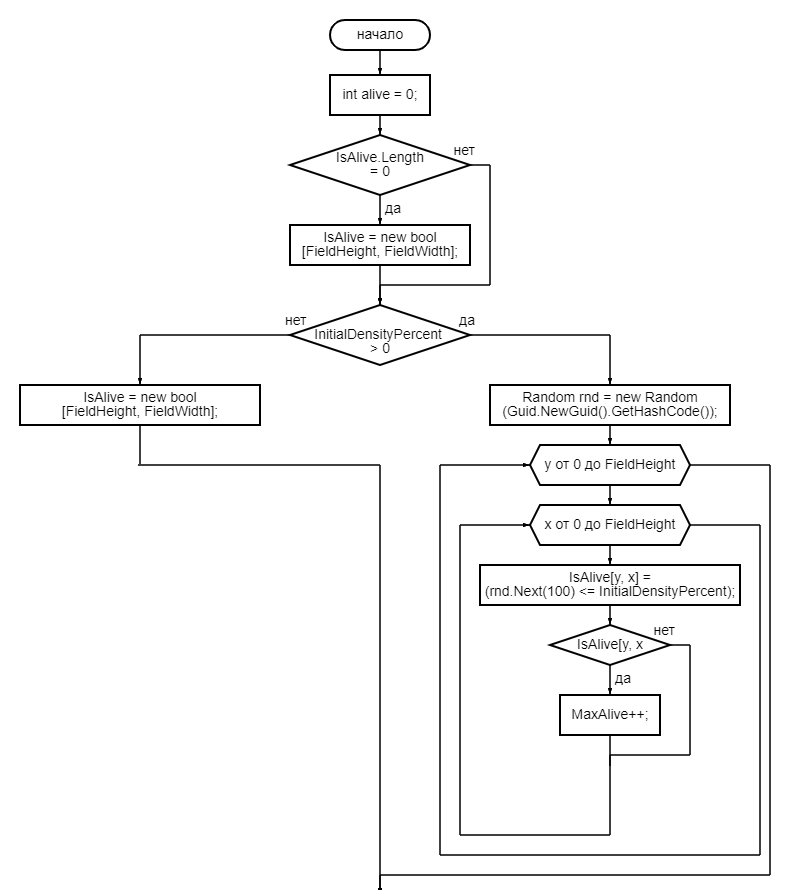 начало
int alive = 0;
IsAlive.Length
= 0
нет
да
IsAlive = new bool
[FieldHeight, FieldWidth];
нет
InitialDensityPercent
> 0
да
IsAlive = new bool
[FieldHeight, FieldWidth];
Random rnd = new Random
(Guid.NewGuid().GetHashCode());
y от 0 до FieldHeight
x от 0 до FieldHeight
IsAlive[y, x] =
(rnd.Next(100) <= InitialDensityPercent);
IsAlive[y, x
нет
да
MaxAlive++;